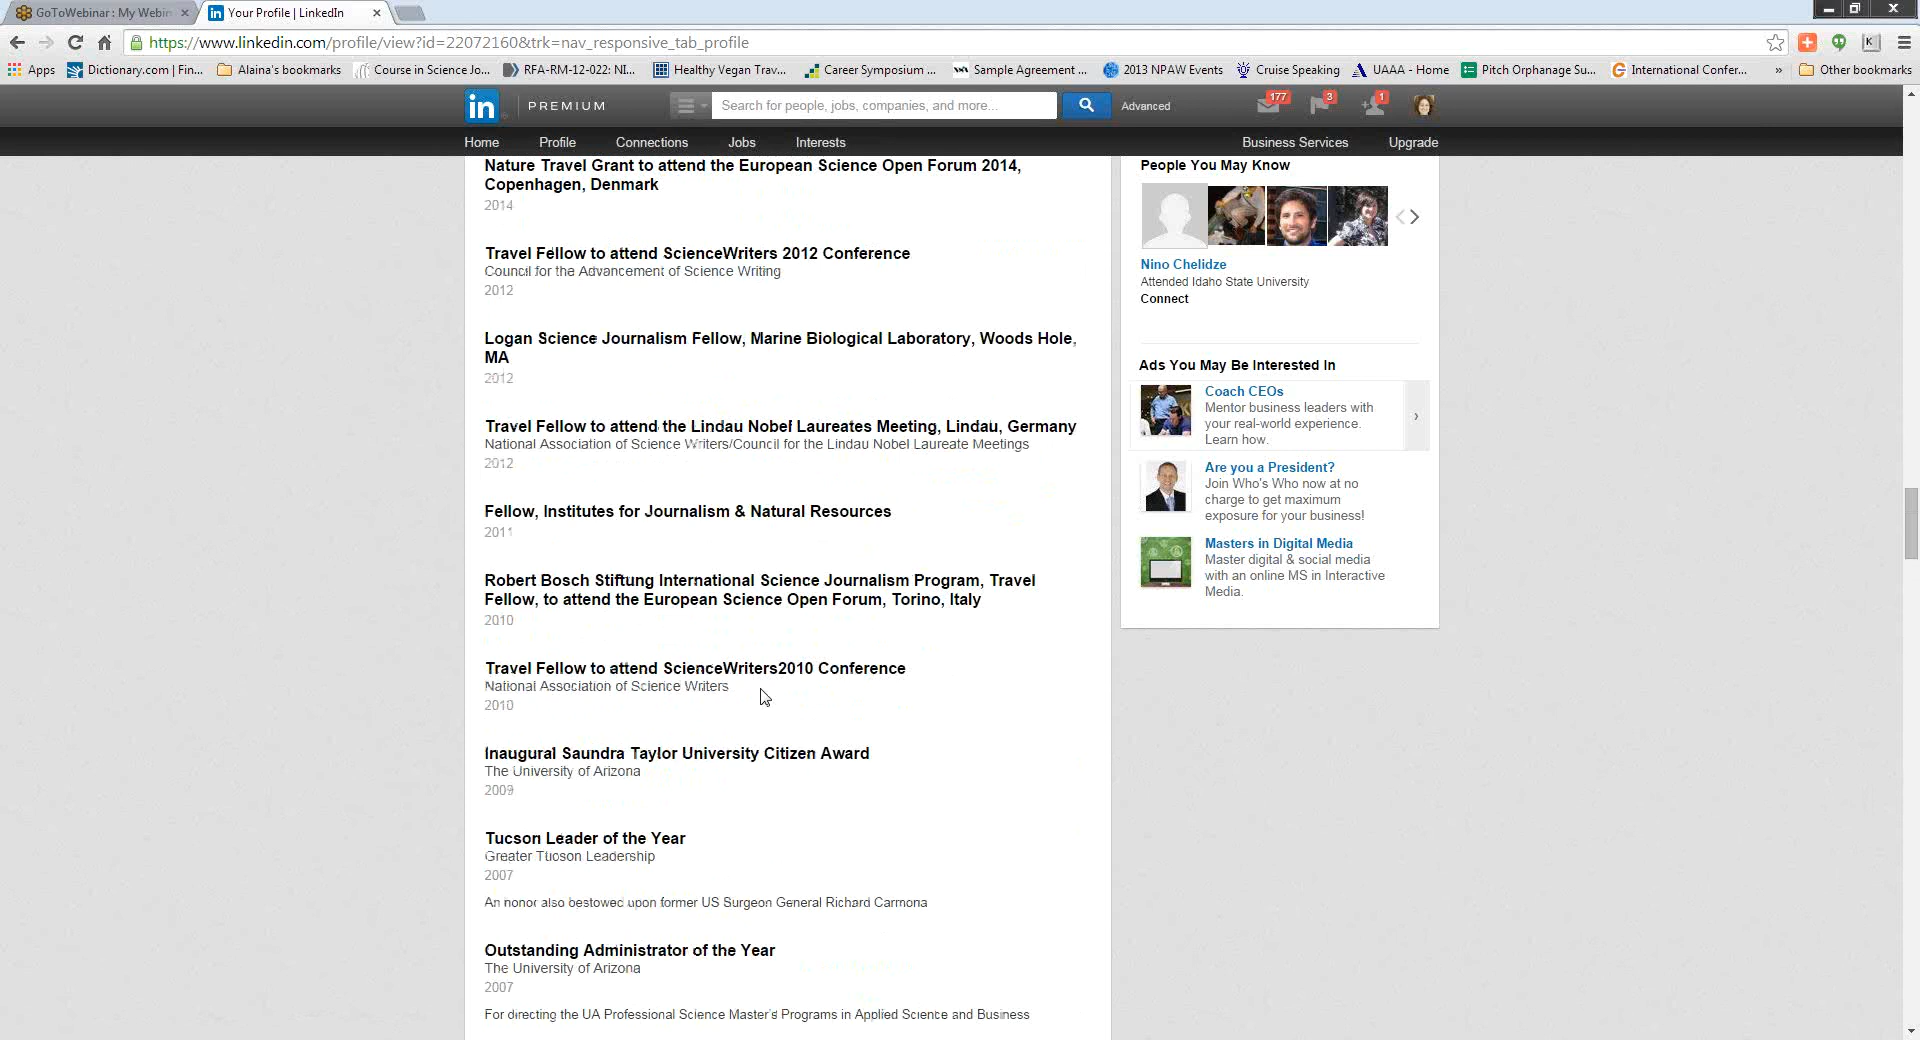 GoToWebinar : My Webin
Your Profile | LinkedIn
https://www.linkedin.com/profile/view?id=22072160&trk=nav_responsive_tab_profile
Apps
Dictionary.com | Fin...
Alaina's bookmarks
Course in Science Jo...
RFA-RM-12-022: NI...
Healthy Vegan Trav...
Career Symposium ...
Sample Agreement ...
2013 NPAW Events
Cruise Speaking
UAAA - Home
Pitch Orphanage Su...
International Confer...
»
Other bookmarks
in
PREMIUM
Search for people, jobs, companies, and more...
Advanced
177
3
1
Home
Profile
Connections
Jobs
Interests
Business Services
Upgrade
Nature Travel Grant to attend the European Science Open Forum 2014,
Copenhagen, Denmark
2014
Travel Fellow to attend ScienceWriters 2012 Conference
Council for the Advancement of Science Writing
2012
Logan Science Journalism Fellow, Marine Biological Laboratory, Woods Hole,
MA
2012
Travel Fellow to attend the Lindau Nobel Laureates Meeting, Lindau, Germany
National Association of Science Writers/Council for the Lindau Nobel Laureate Meetings
2012
Fellow, Institutes for Journalism & Natural Resources
2011
Robert Bosch Stiftung International Science Journalism Program, Travel
Fellow, to attend the European Science Open Forum, Torino, Italy
2010
Travel Fellow to attend ScienceWriters2010 Conference
National Association of Science Writers
2010
Inaugural Saundra Taylor University Citizen Award
The University of Arizona
2009
Tucson Leader of the Year
Greater Tucson Leadership
2007
An honor also bestowed upon former US Surgeon General Richard Carmona
Outstanding Administrator of the Year
The University of Arizona
2007
For directing the UA Professional Science Master's Programs in Applied Science and Business
People You May Know
Nino Chelidze
Attended Idaho State University
Connect
Ads You May Be Interested In
Coach CEOs
Mentor business leaders with
your real-world experience.
Learn how.
Are you a President?
Join Who's Who now at no
charge to get maximum
exposure for your business!
Masters in Digital Media
Master digital & social media
with an online MS in Interactive
Media.